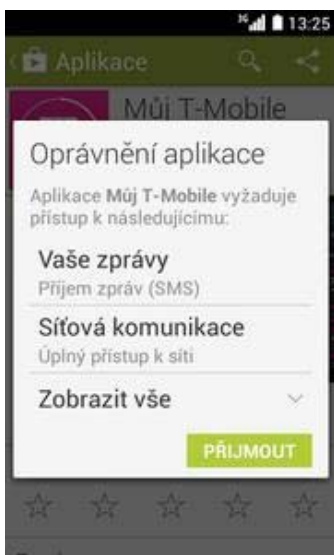 3G 13:25
Aplikace
Můj T-Mobile
Oprávnění aplikace
Aplikace Můj T-Mobile vyžaduje
přístup k následujícímu:
Vaše zprávy
Příjem zpráv (SMS)
Síťová komunikace
Úplný přístup k síti
Zobrazit vše
PŘIJMOUT